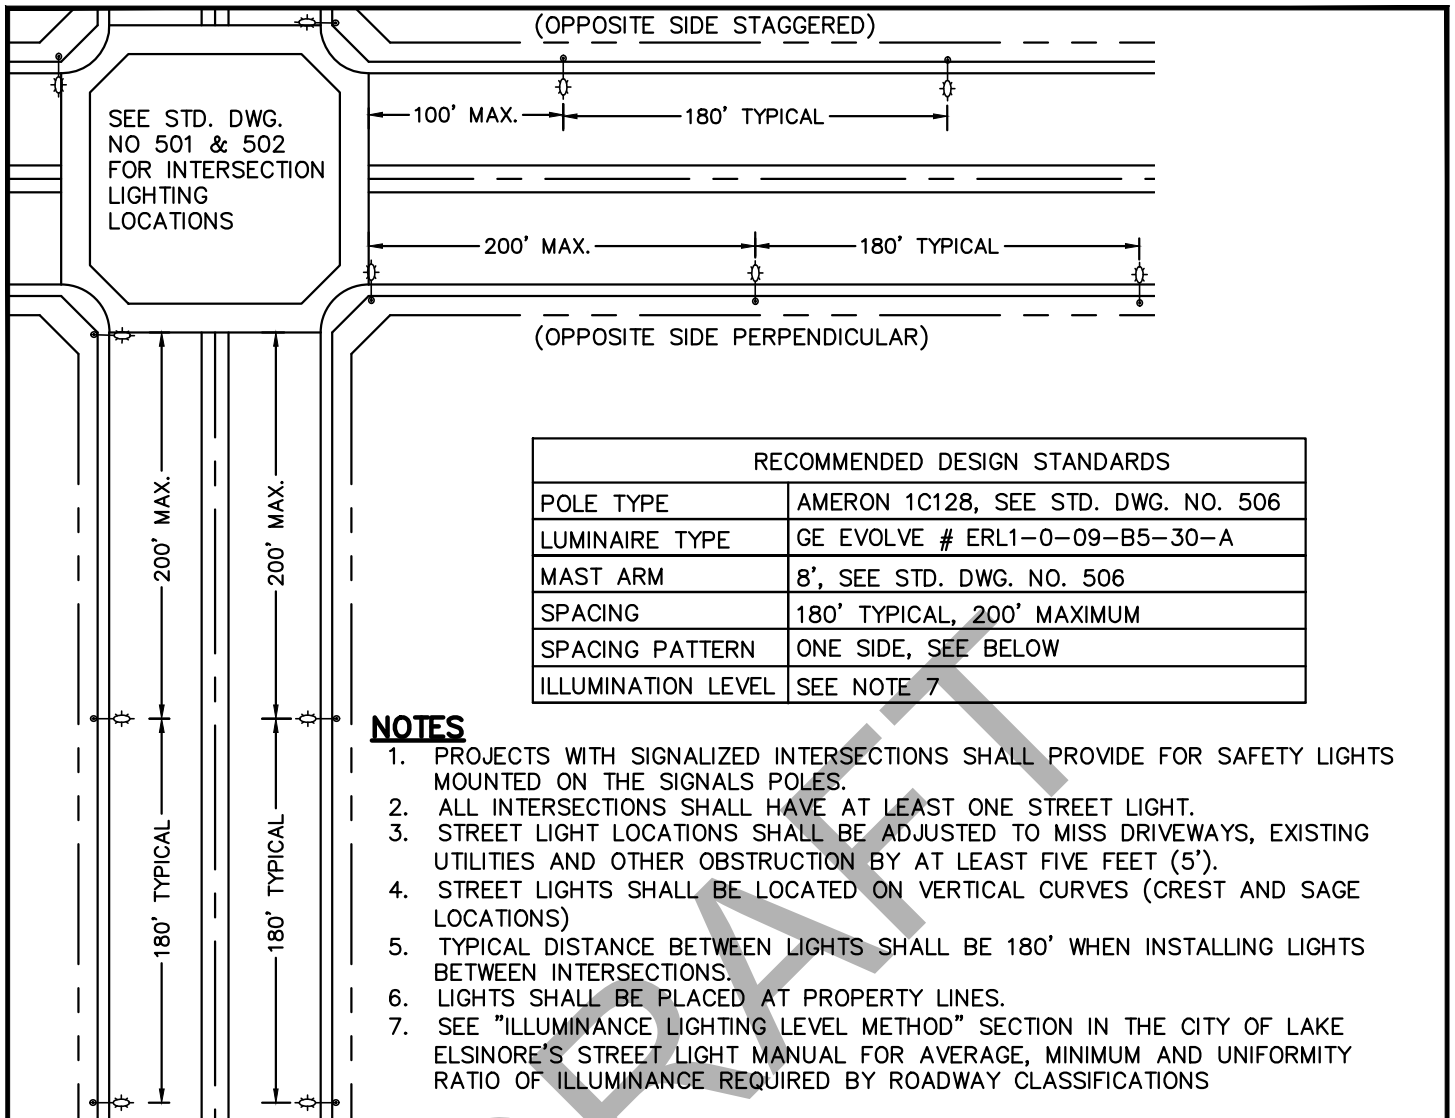 (OPPOSITE SIDE STAGGERED)
SEE STD. DWG.
NO 501 & 502
FOR INTERSECTION
LIGHTING
LOCATIONS
100' MAX.
180' TYPICAL
200' MAX.
180' TYPICAL
(OPPOSITE SIDE PERPENDICULAR)
200' MAX.
200' MAX.
180' TYPICAL
180' TYPICAL
RECOMMENDED DESIGN STANDARDS
POLE TYPE AMERON 1C128, SEE STD. DWG. NO. 506
LUMINAIRE TYPE GE EVOLVE # ERL1-0-09-B5-30-A
MAST ARM 8', SEE STD. DWG. NO. 506
SPACING 180' TYPICAL, 200' MAXIMUM
SPACING PATTERN ONE SIDE, SEE BELOW
ILLUMINATION LEVEL SEE NOTE 7
NOTES
1. PROJECTS WITH SIGNALIZED INTERSECTIONS SHALL PROVIDE FOR SAFETY LIGHTS
MOUNTED ON THE SIGNALS POLES.
2. ALL INTERSECTIONS SHALL HAVE AT LEAST ONE STREET LIGHT.
3. STREET LIGHT LOCATIONS SHALL BE ADJUSTED TO MISS DRIVEWAYS, EXISTING
UTILITIES AND OTHER OBSTRUCTION BY AT LEAST FIVE FEET (5').
4. STREET LIGHTS SHALL BE LOCATED ON VERTICAL CURVES (CREST AND SAGE
LOCATIONS)
5. TYPICAL DISTANCE BETWEEN LIGHTS SHALL BE 180' WHEN INSTALLING LIGHTS
BETWEEN INTERSECTIONS.
6. LIGHTS SHALL BE PLACED AT PROPERTY LINES.
7. SEE "ILLUMINANCE LIGHTING LEVEL METHOD" SECTION IN THE CITY OF LAKE
ELSINORE'S STREET LIGHT MANUAL FOR AVERAGE, MINIMUM AND UNIFORMITY
RATIO OF ILLUMINANCE REQUIRED BY ROADWAY CLASSIFICATIONS
RAFT